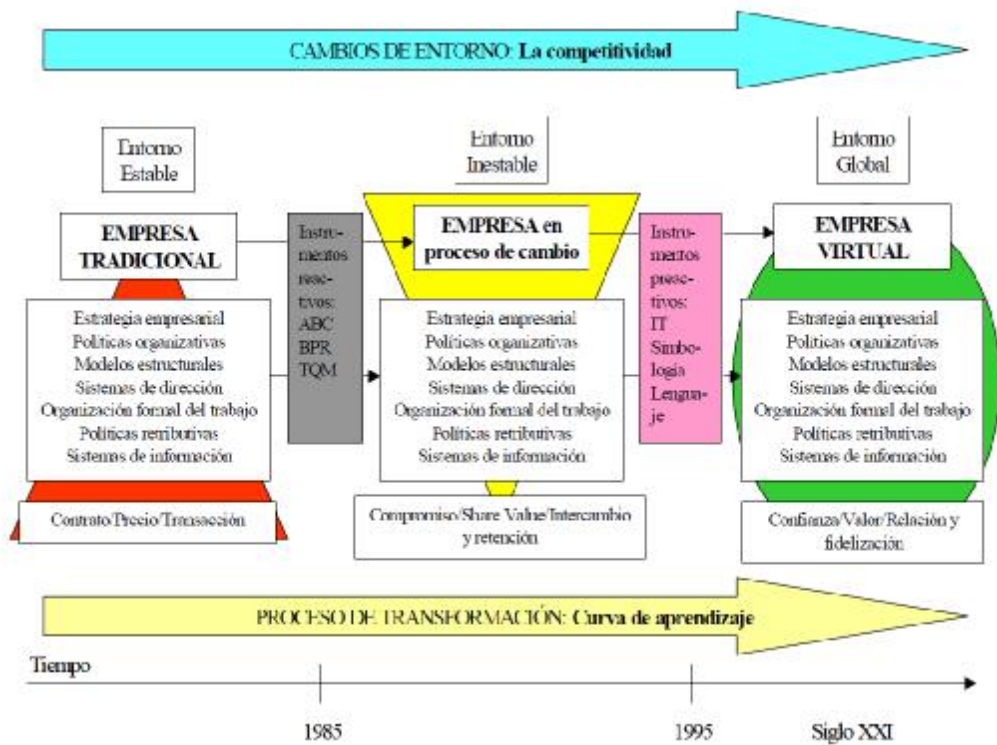 CAMBIOS DE ENTORNO: La competitividad
Entorno
Estable
Entorno
Inestable
Entorno
Global
EMPRESA
TRADICIONAL
Instru-
mentos
reac-
tivos:
ABC
BPR
TQM
EMPRESA en
proceso de cambio
Instru-
mentos
proactivos:
IT
Simbo-
logía
Lengua-
je
EMPRESA
VIRTUAL
Estrategia empresarial
Políticas organizativas
Modelos estructurales
Sistemas de dirección
Organización formal del trabajo
Políticas retributivas
Sistemas de información
Estrategia empresarial
Políticas organizativas
Modelos estructurales
Sistemas de dirección
Organización formal del trabajo
Políticas retributivas
Sistemas de información
Estrategia empresarial
Políticas organizativas
Modelos estructurales
Sistemas de dirección
Organización formal del trabajo
Políticas retributivas
Sistemas de información
Contrato/Precio/Transacción
Compromiso/Share Value/Intercambio
y retención
Confianza/Valor/Relación y
fidelización
PROCESO DE TRANSFORMACIÓN: Curva de aprendizaje
Tiempo
1985
1995
Siglo XXI